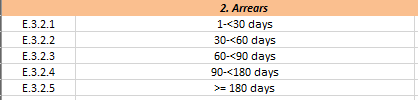 2. Arrears
E.3.2.1 1-<30 days
E.3.2.2 30-<60 days
E.3.2.3 60-<90 days
E.3.2.4 90-<180 days
E.3.2.5 >= 180 days